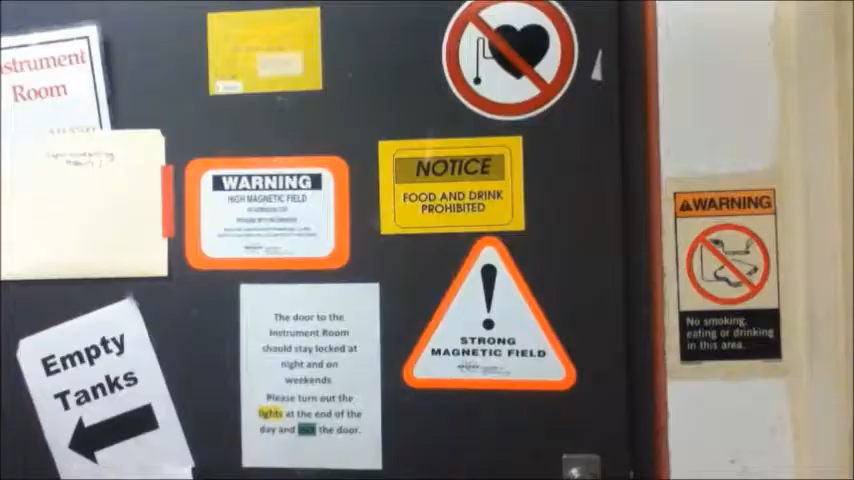 Instrument
Room
WARNING
HIGH MAGNETIC FIELD
NOTICE
FOOD AND DRINK
PROHIBITED
WARNING
No smoking,
eating or drinking
in this area.
Empty
Tanks
The door to the
Instrument Room
should stay locked at
night and on
weekends.
Please turn out the
lights at the end of the
day and the door.
STRONG
MAGNETIC FIELD